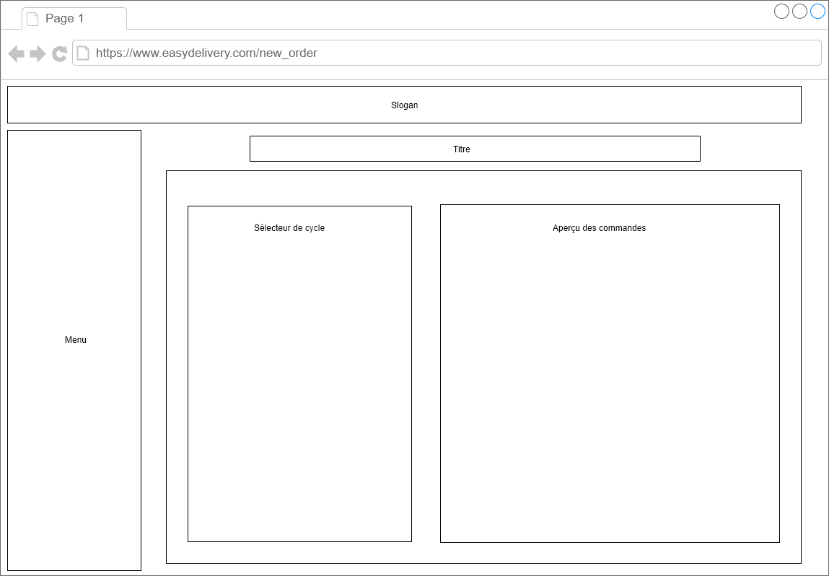 Page 1
https://www.easydelivery.com/new_order
Slogan
Titre
Sélecteur de cycle
Aperçu des commandes
Menu